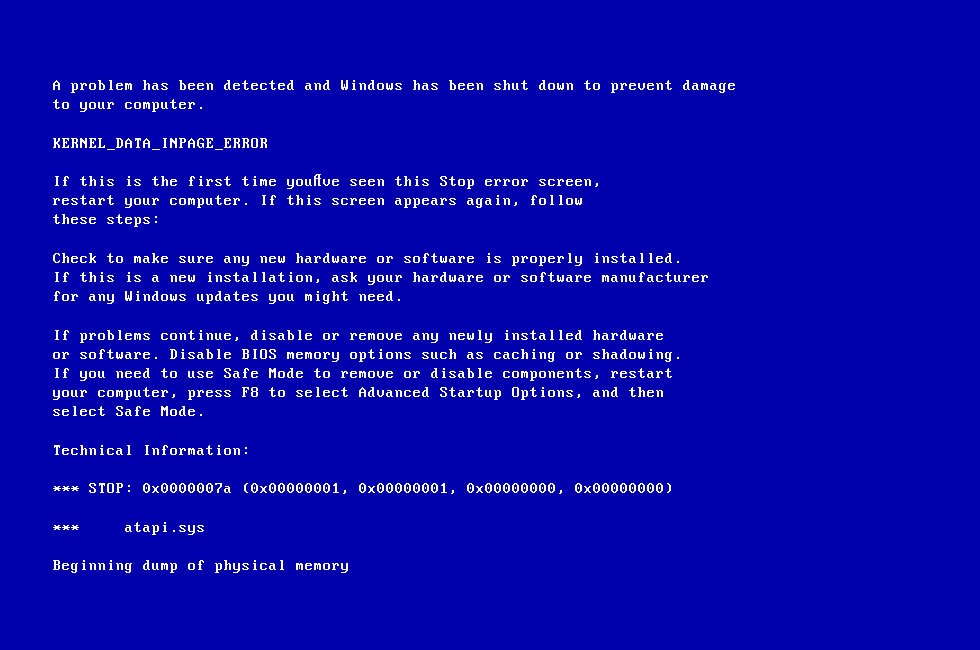 A problem has been detected and Windows has been shut down to prevent damage
to your computer.
KERNEL_DATA_INPAGE_ERROR
If this is the first time youƒƒve seen this Stop error screen,
restart your computer. If this screen appears again, follow
these steps:
Check to make sure any new hardware or software is properly installed.
If this is a new installation, ask your hardware or software manufacturer
for any Windows updates you might need.
If problems continue, disable or remove any newly installed hardware
or software. Disable BIOS memory options such as caching or shadowing.
If you need to use Safe Mode to remove or disable components, restart
your computer, press F8 to select Advanced Startup Options, and then
select Safe Mode.
Technical Information:
*** STOP: 0x0000007a (0x00000001, 0x00000001, 0x00000000, 0x00000000)
***     atapi.sys
Beginning dump of physical memory